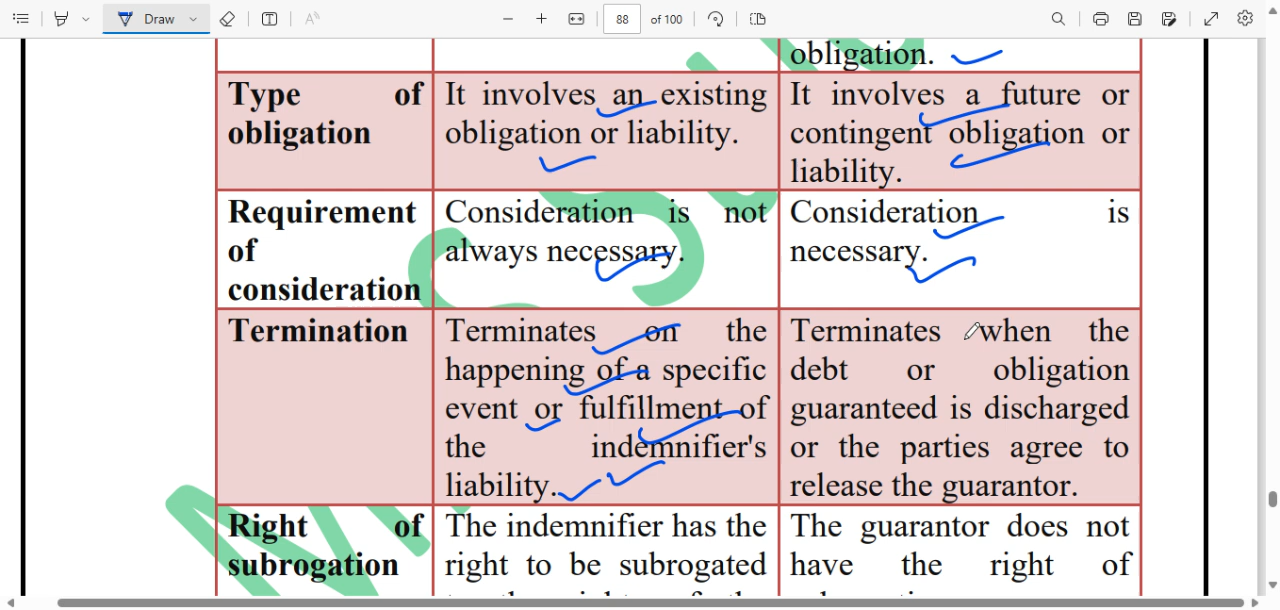 Draw
88 of 100
obligation.
Type of
obligation
It involves an existing
obligation or liability.
It involves a future or
contingent obligation or
liability.
Requirement
of
consideration
Consideration is not
always necessary.
Consideration is
necessary.
Termination
Terminates on the
happening of a specific
event or fulfillment of
the indemnifier's
liability.
Terminates when the
debt or obligation
guaranteed is discharged
or the parties agree to
release the guarantor.
Right of
subrogation
The indemnifier has the
right to be subrogated
The guarantor does not
have the right of